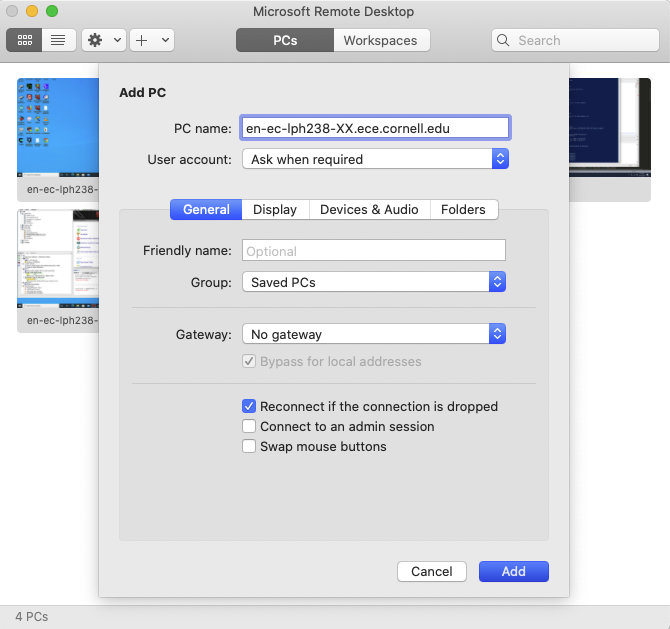 Microsoft Remote Desktop
PCs Workspaces Search
Add PC
PC name: en-ec-lph238-XX.ece.cornell.edu
User account: Ask when required
en-ec-lph238-
General Display Devices & Audio Folders
Friendly name: Optional
Group: Saved PCs
en-ec-lph238-
Gateway: No gateway
Bypass for local addresses
Reconnect if the connection is dropped
Connect to an admin session
Swap mouse buttons
Cancel Add
4 PCs